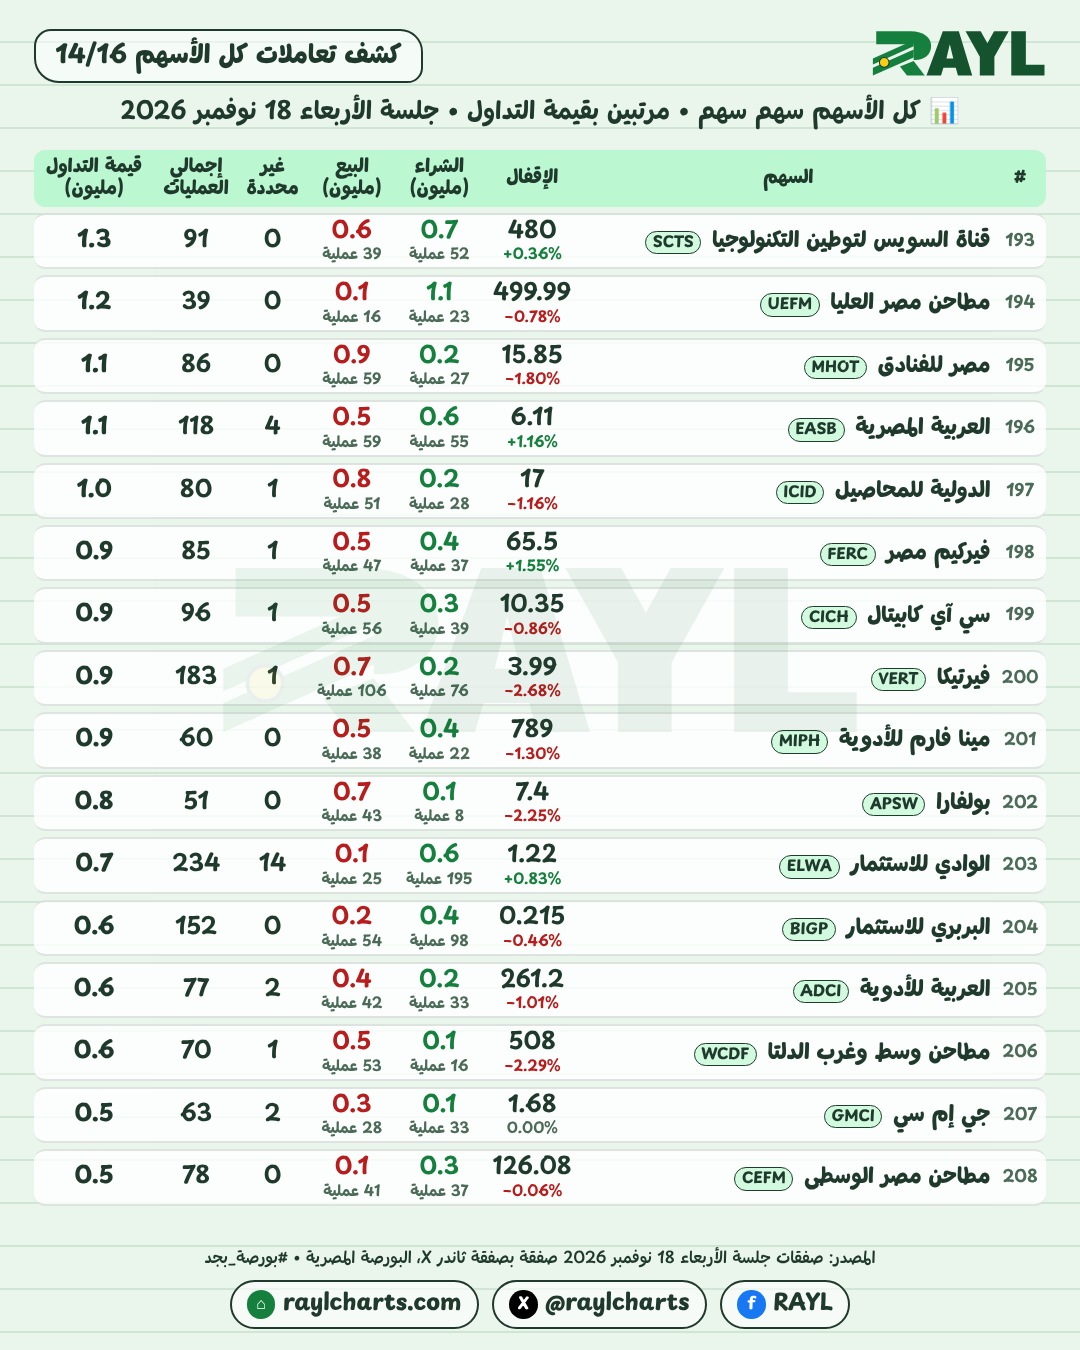 RAYL
كشف تعاملات كل الأسهم 14/16
📊 كل الأسهم سهم سهم • مرتبين بقيمة التداول • جلسة الأربعاء 18 نوفمبر 2026
# السهم الإقفال الشراء (مليون) البيع (مليون) غير محددة إجمالي العمليات قيمة التداول (مليون)
193 قناة السويس لتوطين التكنولوجيا SCTS 480 0.7 0.6 0 91 1.3
+0.36% 52 عملية 39 عملية
194 مطاحن مصر العليا UEFM 499.99 1.1 0.1 0 39 1.2
-0.78% 23 عملية 16 عملية
195 مصر للفنادق MHOT 15.85 0.2 0.9 0 86 1.1
-1.80% 27 عملية 59 عملية
196 العربية المصرية EASB 6.11 0.6 0.5 4 118 1.1
+1.16% 55 عملية 59 عملية
197 الدولية للمحاصيل ICID 17 0.2 0.8 1 80 1.0
-1.16% 28 عملية 51 عملية
198 فيركيم مصر FERC 65.5 0.4 0.5 1 85 0.9
+1.55% 37 عملية 47 عملية
199 سي آي كابيتال CICH 10.35 0.3 0.5 1 96 0.9
-0.86% 39 عملية 56 عملية
200 فيرتيكا VERT 3.99 0.2 0.7 1 183 0.9
-2.68% 76 عملية 106 عملية
201 مينا فارم للأدوية MIPH 789 0.4 0.5 0 60 0.9
-1.30% 22 عملية 38 عملية
202 بولفارا APSW 7.4 0.1 0.7 0 51 0.8
-2.25% 8 عملية 43 عملية
203 الوادي للاستثمار ELWA 1.22 0.6 0.1 14 234 0.7
+0.83% 195 عملية 25 عملية
204 البربري للاستثمار BIGP 0.215 0.4 0.2 0 152 0.6
-0.46% 98 عملية 54 عملية
205 العربية للأدوية ADCI 261.2 0.2 0.4 2 77 0.6
-1.01% 33 عملية 42 عملية
206 مطاحن وسط وغرب الدلتا WCDF 508 0.1 0.5 1 70 0.6
-2.29% 16 عملية 53 عملية
207 جي إم سي GMCI 1.68 0.1 0.3 2 63 0.5
0.00% 33 عملية 28 عملية
208 مطاحن مصر الوسطى CEFM 126.08 0.3 0.1 0 78 0.5
-0.06% 37 عملية 41 عملية
المصدر: صفقات جلسة الأربعاء 18 نوفمبر 2026 صفقة بصفقة ثاندر X، البورصة المصرية • #بورصة_بجد
RAYL @raylcharts raylcharts.com